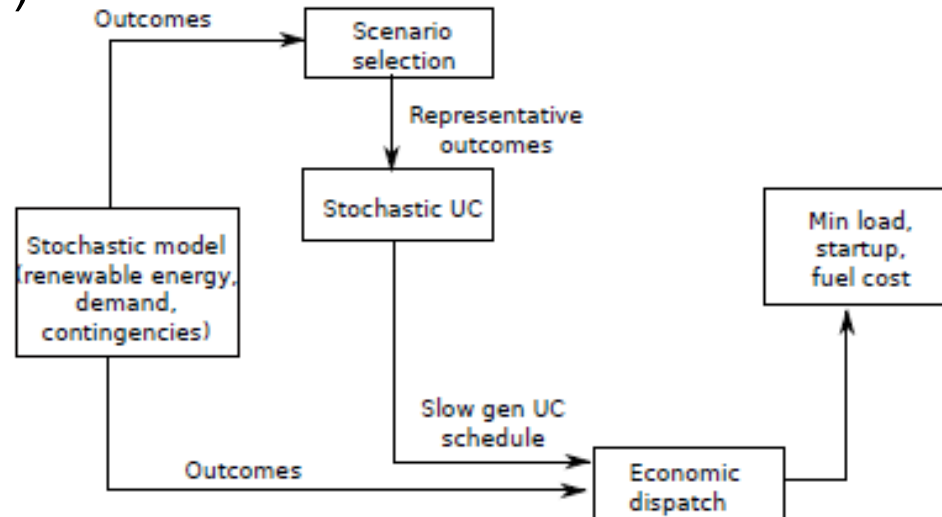 )
Outcomes
Scenario
selection
Representative
outcomes
Stochastic UC
Min load,
startup,
fuel cost
Stochastic model
(renewable energy,
demand,
contingencies)
Slow gen UC
schedule
Outcomes
Economic
dispatch